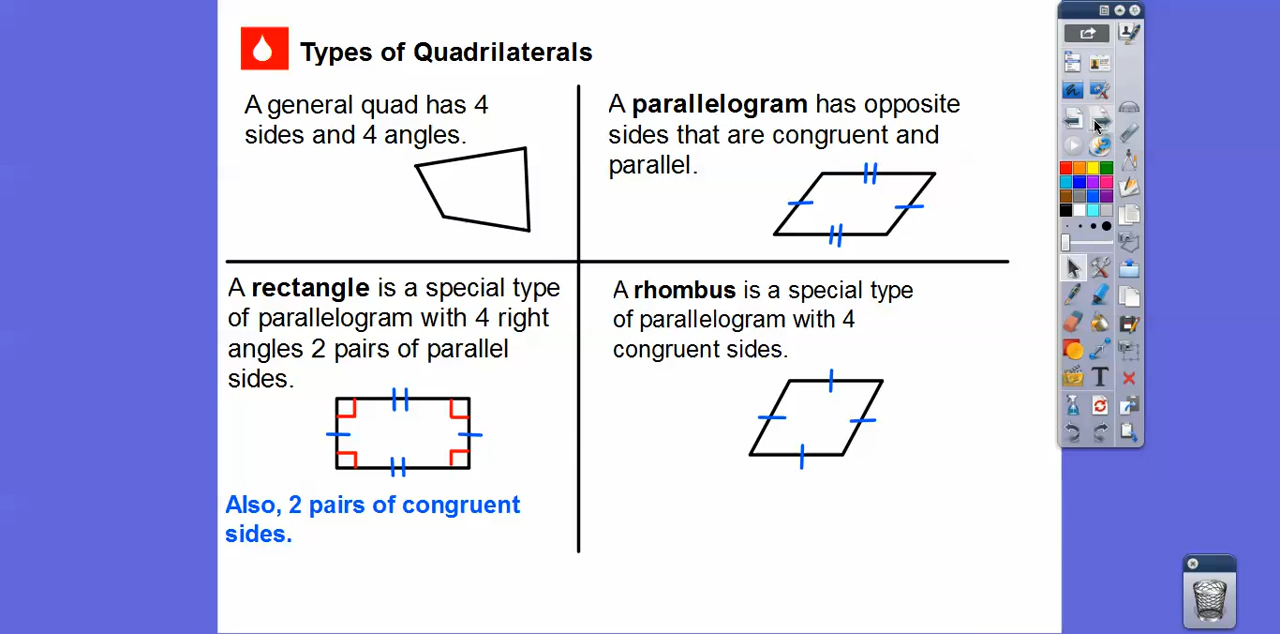 Types of Quadrilaterals
A general quad has 4
sides and 4 angles.
A parallelogram has opposite
sides that are congruent and
parallel.
A rectangle is a special type
of parallelogram with 4 right
angles 2 pairs of parallel
sides.
Also, 2 pairs of congruent
sides.
A rhombus is a special type
of parallelogram with 4
congruent sides.
T